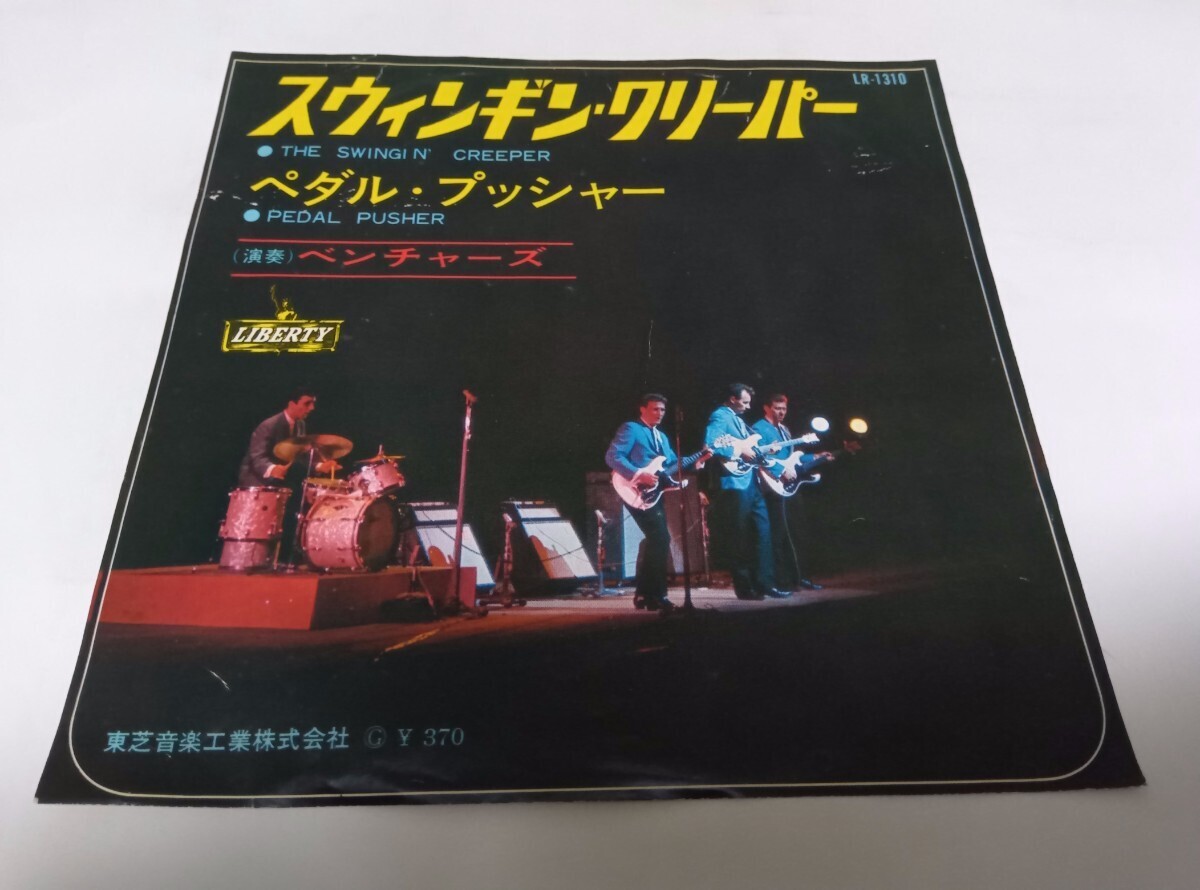 LR-1310
スウィンギン・クリーパー
● THE SWINGIN' CREEPER
ペダル・プッシャー
● PEDAL PUSHER
(演奏)ベンチャーズ
LIBERTY
東芝音楽工業株式会社 Ⓖ ¥ 370